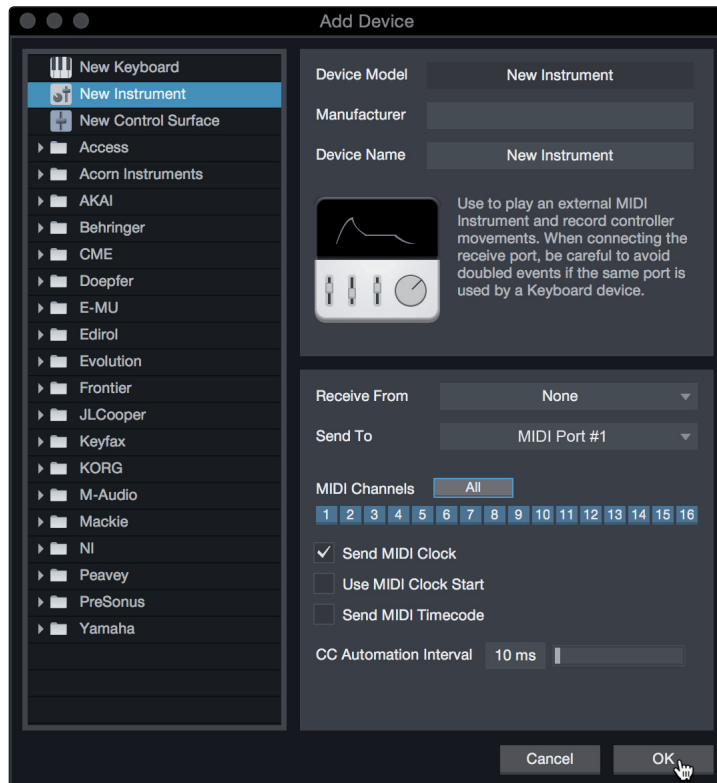 Add Device
New Keyboard
New Instrument
New Control Surface
Access
Acorn Instruments
AKAI
Behringer
CME
Doepfer
E-MU
Edirol
Evolution
Frontier
JLCooper
Keyfax
KORG
M-Audio
Mackie
NI
Peavey
PreSonus
Yamaha
Device Model New Instrument
Manufacturer
Device Name New Instrument
Use to play an external MIDI
Instrument and record controller
movements. When connecting the
receive port, be careful to avoid
doubled events if the same port is
used by a Keyboard device.
Receive From None
Send To MIDI Port #1
MIDI Channels All
1 2 3 4 5 6 7 8 9 10 11 12 13 14 15 16
Send MIDI Clock
Use MIDI Clock Start
Send MIDI Timecode
CC Automation Interval 10 ms
Cancel OK